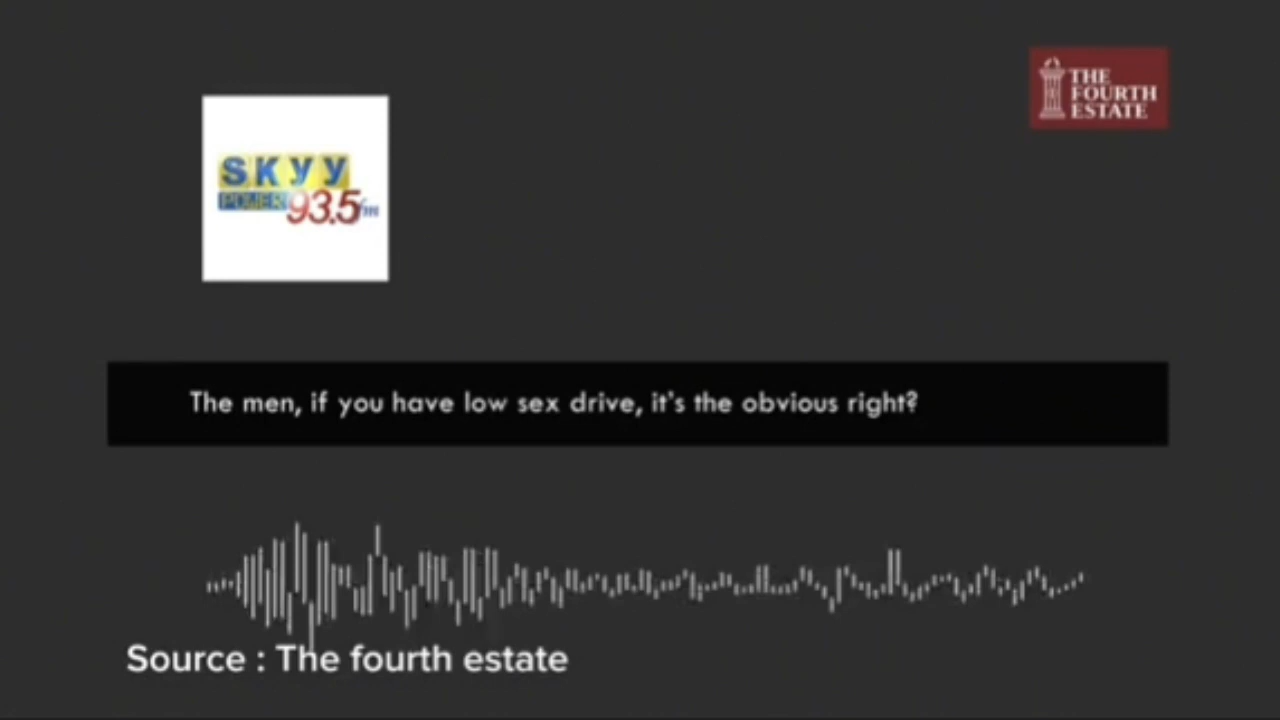 THE
FOURTH
ESTATE
SKYY
POWER 93.5 fm
The men, if you have low sex drive, it's the obvious right?
Source : The fourth estate